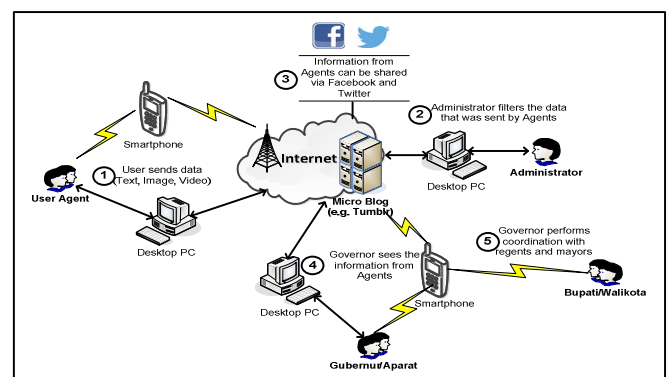 f
Information from
Agents can be shared
via Facebook and
Twitter
3
2
Administrator filters the data
that was sent by Agents
Smartphone
Internet
1
User sends data
(Text, Image, Video)
User Agent
Desktop PC
Micro Blog
(e.g. Tumblr)
Desktop PC
Administrator
4
Governor sees the
information from
Agents
5
Governor performs
coordination with
regents and mayors
Desktop PC
Smartphone
Bupati/Walikota
Gubernur/Aparat